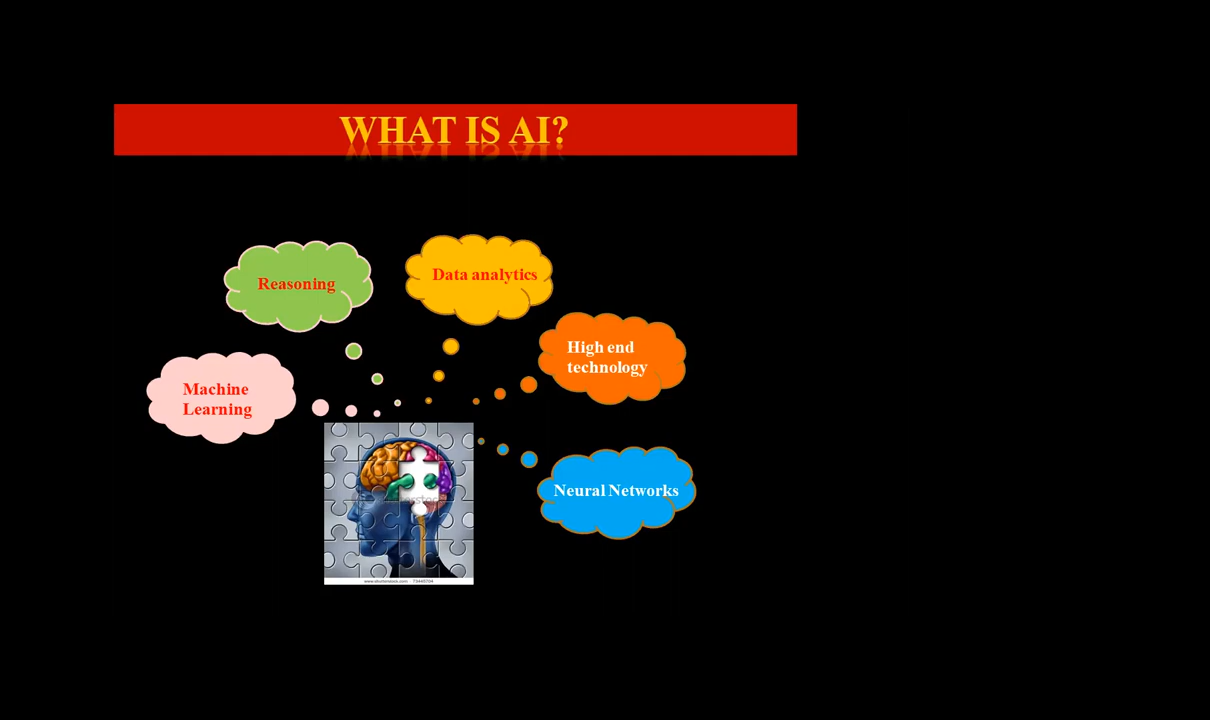 WHAT IS AI?
Reasoning
Data analytics
High end
technology
Machine
Learning
Neural Networks